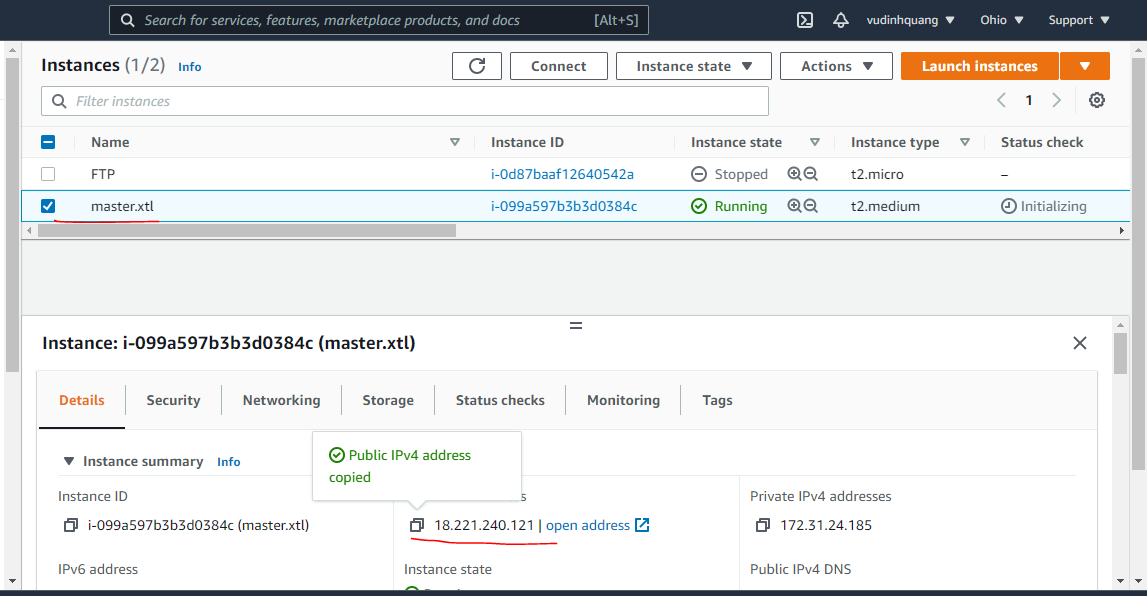 Search for services, features, marketplace products, and docs [Alt+S] vudinhquang Ohio Support
Instances (1/2) Info Connect Instance state Actions Launch instances
Filter instances 1
Name Instance ID Instance state Instance type Status check
FTP i-0d87baaf12640542a Stopped t2.micro –
master.xtl i-099a597b3b3d0384c Running t2.medium Initializing
Instance: i-099a597b3b3d0384c (master.xtl)
Details Security Networking Storage Status checks Monitoring Tags
Public IPv4 address
copied
Instance summary Info
Instance ID s Private IPv4 addresses
i-099a597b3b3d0384c (master.xtl) 18.221.240.121 | open address 172.31.24.185
IPv6 address Instance state Public IPv4 DNS